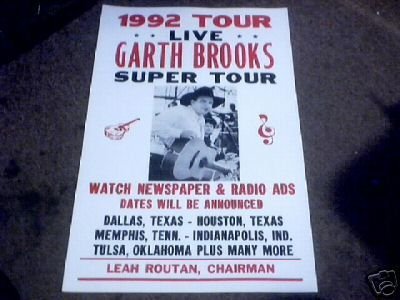 1992 TOUR
LIVE
GARTH BROOKS
SUPER TOUR
WATCH NEWSPAPER & RADIO ADS
DATES WILL BE ANNOUNCED
DALLAS, TEXAS - HOUSTON, TEXAS
MEMPHIS, TENN. - INDIANAPOLIS, IND.
TULSA, OKLAHOMA PLUS MANY MORE
LEAH ROUTAN, CHAIRMAN